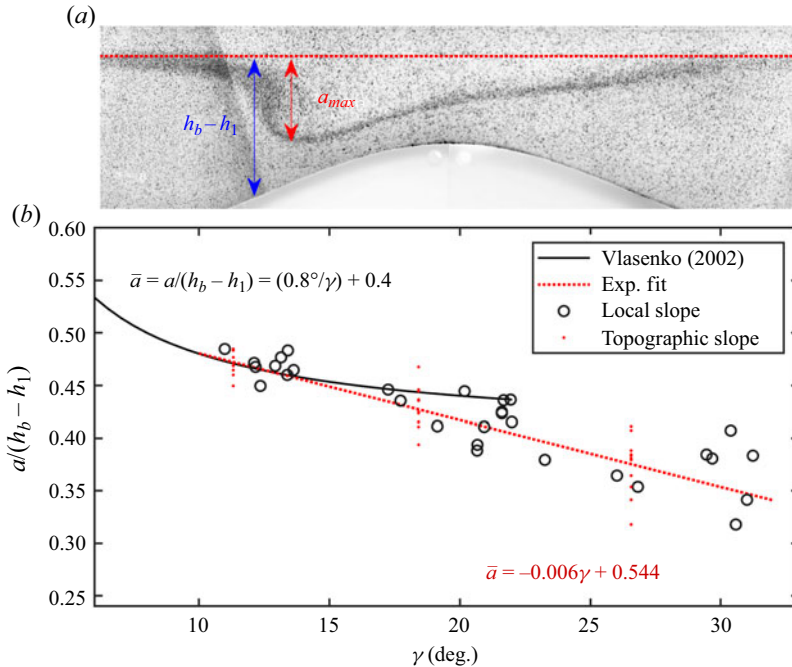 (a)
h_b – h_1
a_max
(b)
0.60
0.55
0.50
0.45
0.40
0.35
0.30
0.25
a/(h_b – h_1)
ā = a/(h_b – h_1) = (0.8°/γ) + 0.4
Vlasenko (2002)
Exp. fit
Local slope
Topographic slope
ā = –0.006γ + 0.544
10 15 20 25 30
γ (deg.)